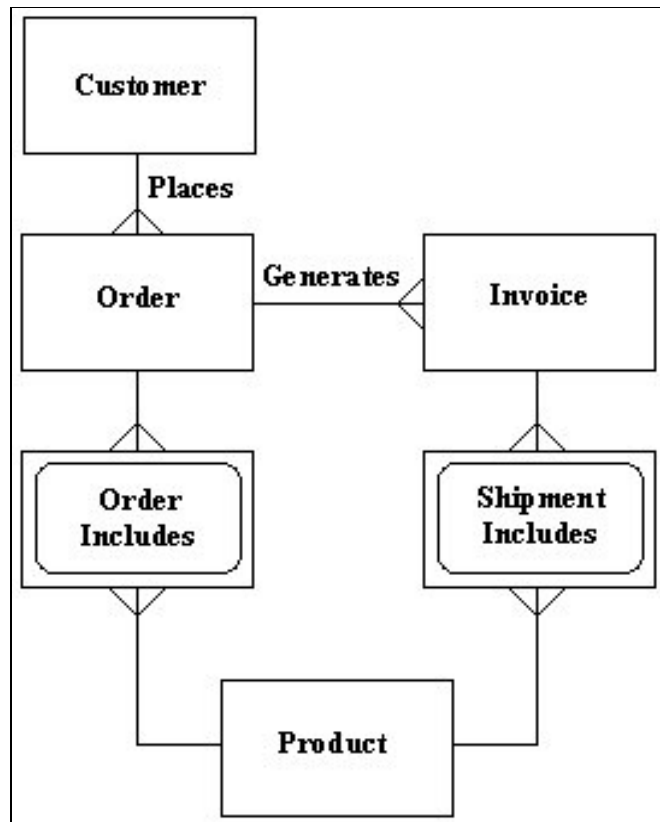 Customer
Places
Order
Generates
Invoice
Order
Includes
Shipment
Includes
Product